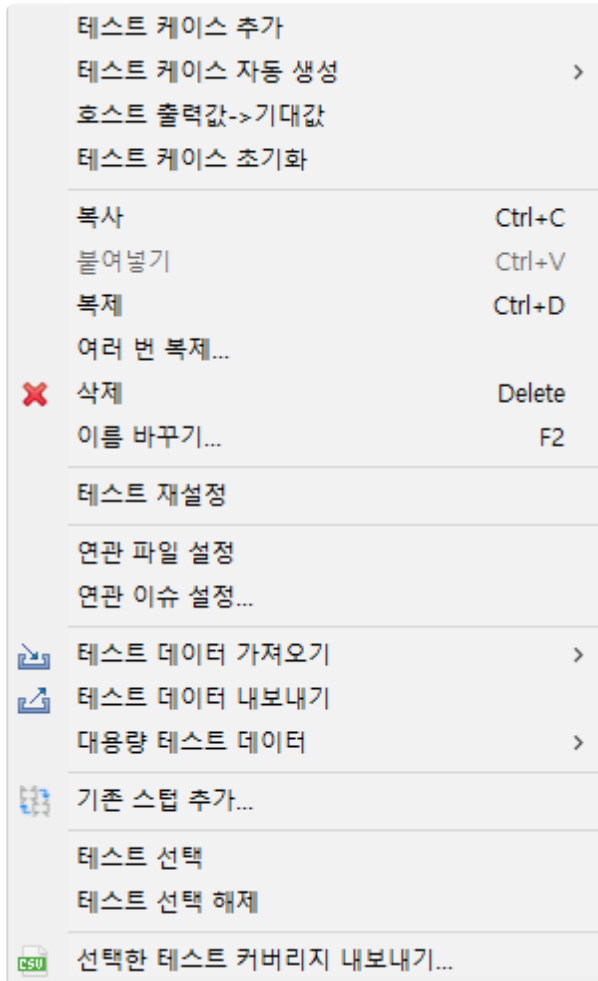 테스트 케이스 추가
테스트 케이스 자동 생성
호스트 출력값->기대값
테스트 케이스 초기화
복사 Ctrl+C
붙여넣기 Ctrl+V
복제 Ctrl+D
여러 번 복제...
삭제 Delete
이름 바꾸기... F2
테스트 재설정
연관 파일 설정
연관 이슈 설정...
테스트 데이터 가져오기
테스트 데이터 내보내기
대용량 테스트 데이터
기존 스텁 추가...
테스트 선택
테스트 선택 해제
CSV 선택한 테스트 커버리지 내보내기...